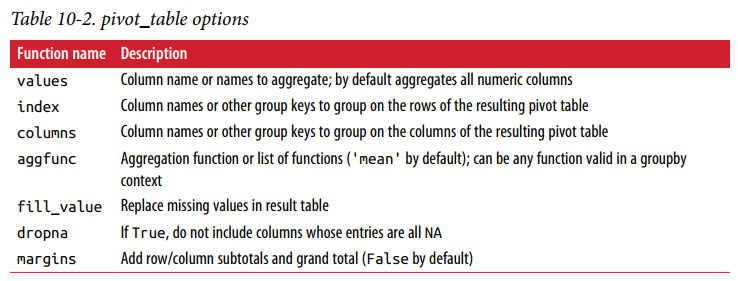 Table 10-2. pivot_table options
Function name Description
values Column name or names to aggregate; by default aggregates all numeric columns
index Column names or other group keys to group on the rows of the resulting pivot table
columns Column names or other group keys to group on the columns of the resulting pivot table
aggfunc Aggregation function or list of functions ('mean' by default); can be any function valid in a groupby
context
fill_value Replace missing values in result table
dropna If True, do not include columns whose entries are all NA
margins Add row/column subtotals and grand total (False by default)